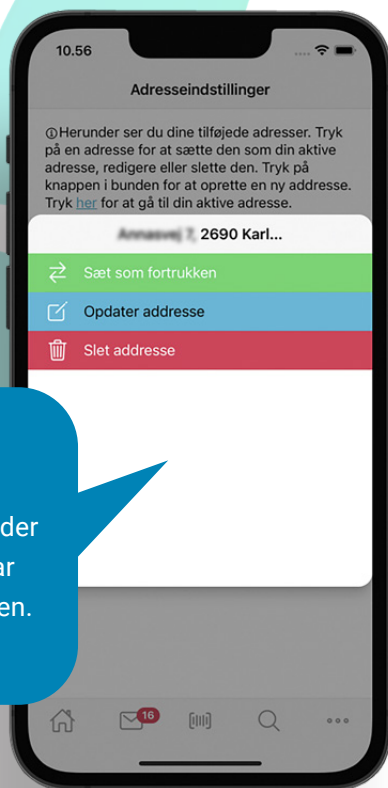 10.56
Adresseindstillinger
Herunder ser du dine tilføjede adresser. Tryk
på en adresse for at sætte den som din aktive
adresse, redigere eller slette den. Tryk på
knappen i bunden for at oprette en ny addresse.
Tryk her for at gå til din aktive adresse.
2690 Karl...
Sæt som fortrukken
Opdater addresse
Slet addresse
der
ar
en.
16